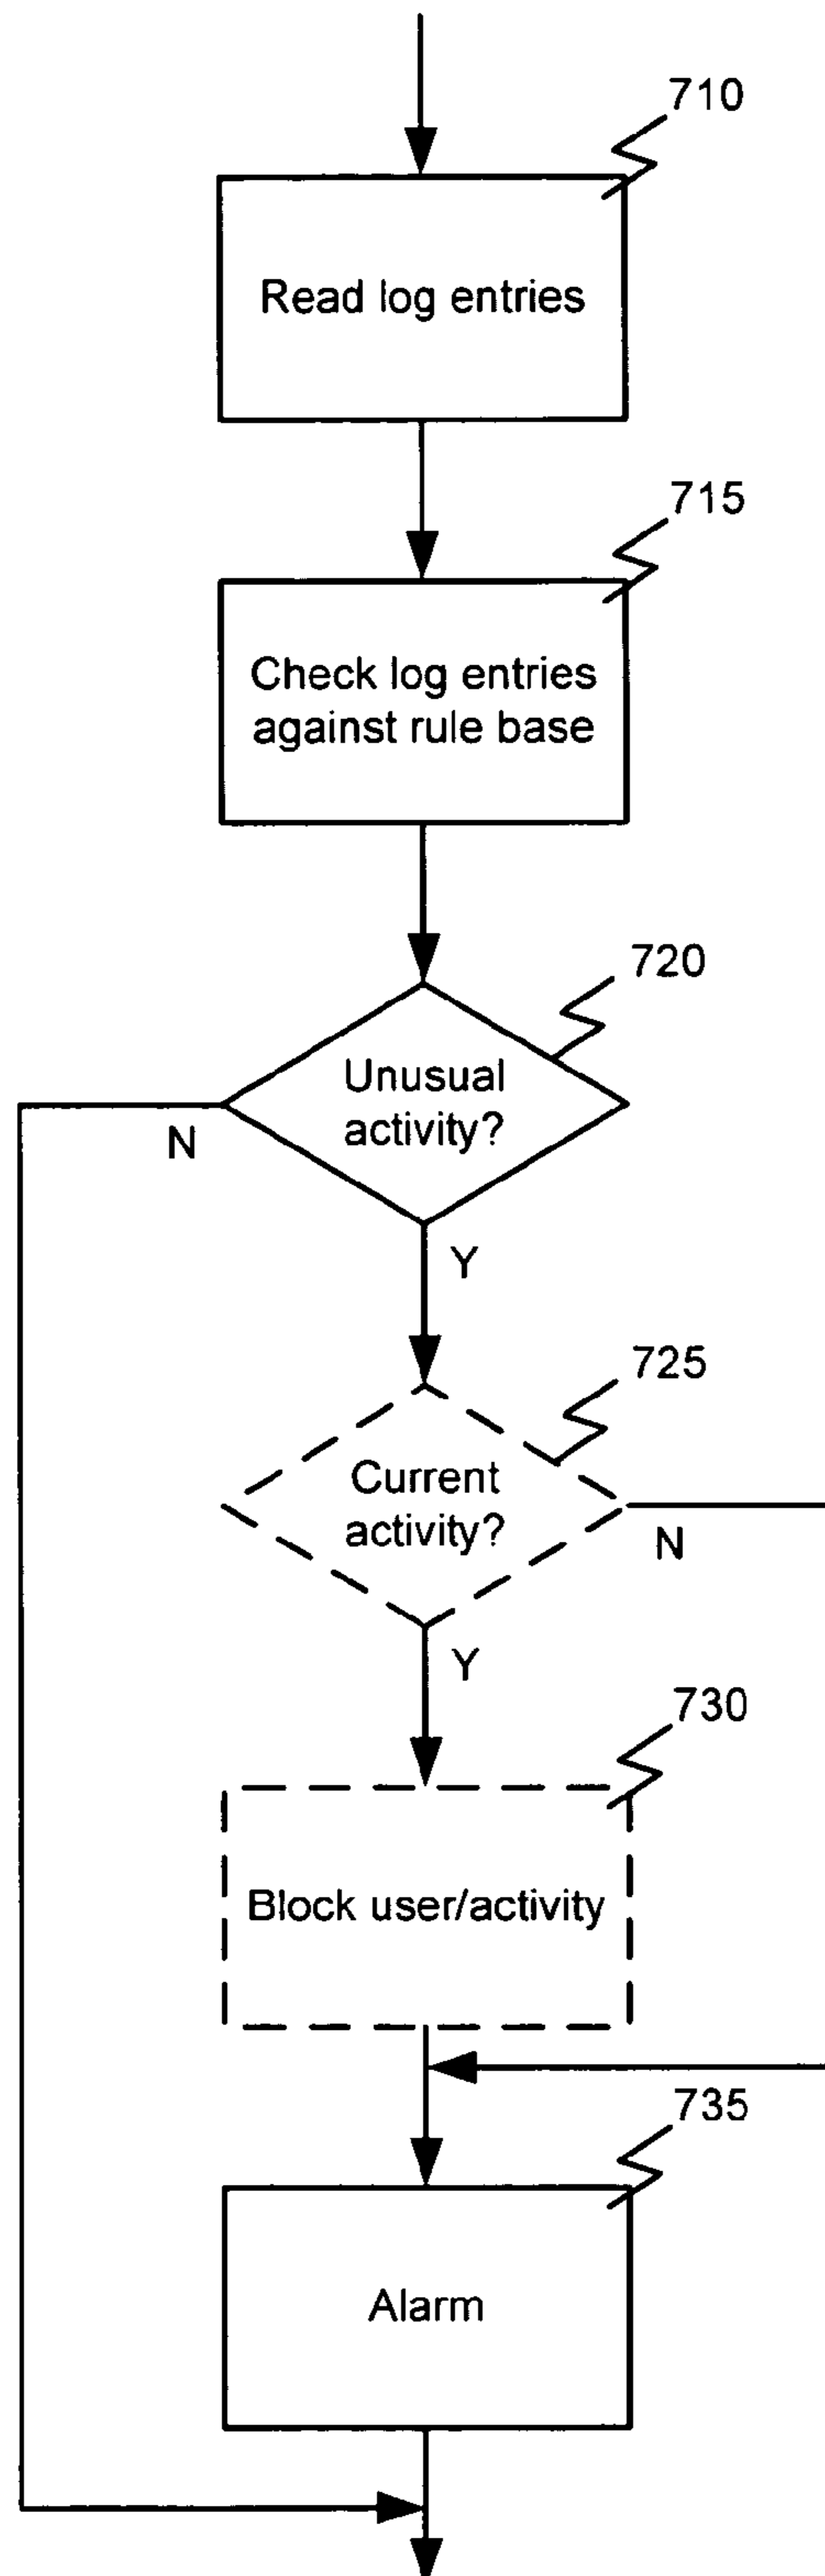 710
Read log entries
715
Check log entries
against rule base
720
Unusual
activity?
N
Y
725
Current
activity?
N
Y
730
Block user/activity
735
Alarm